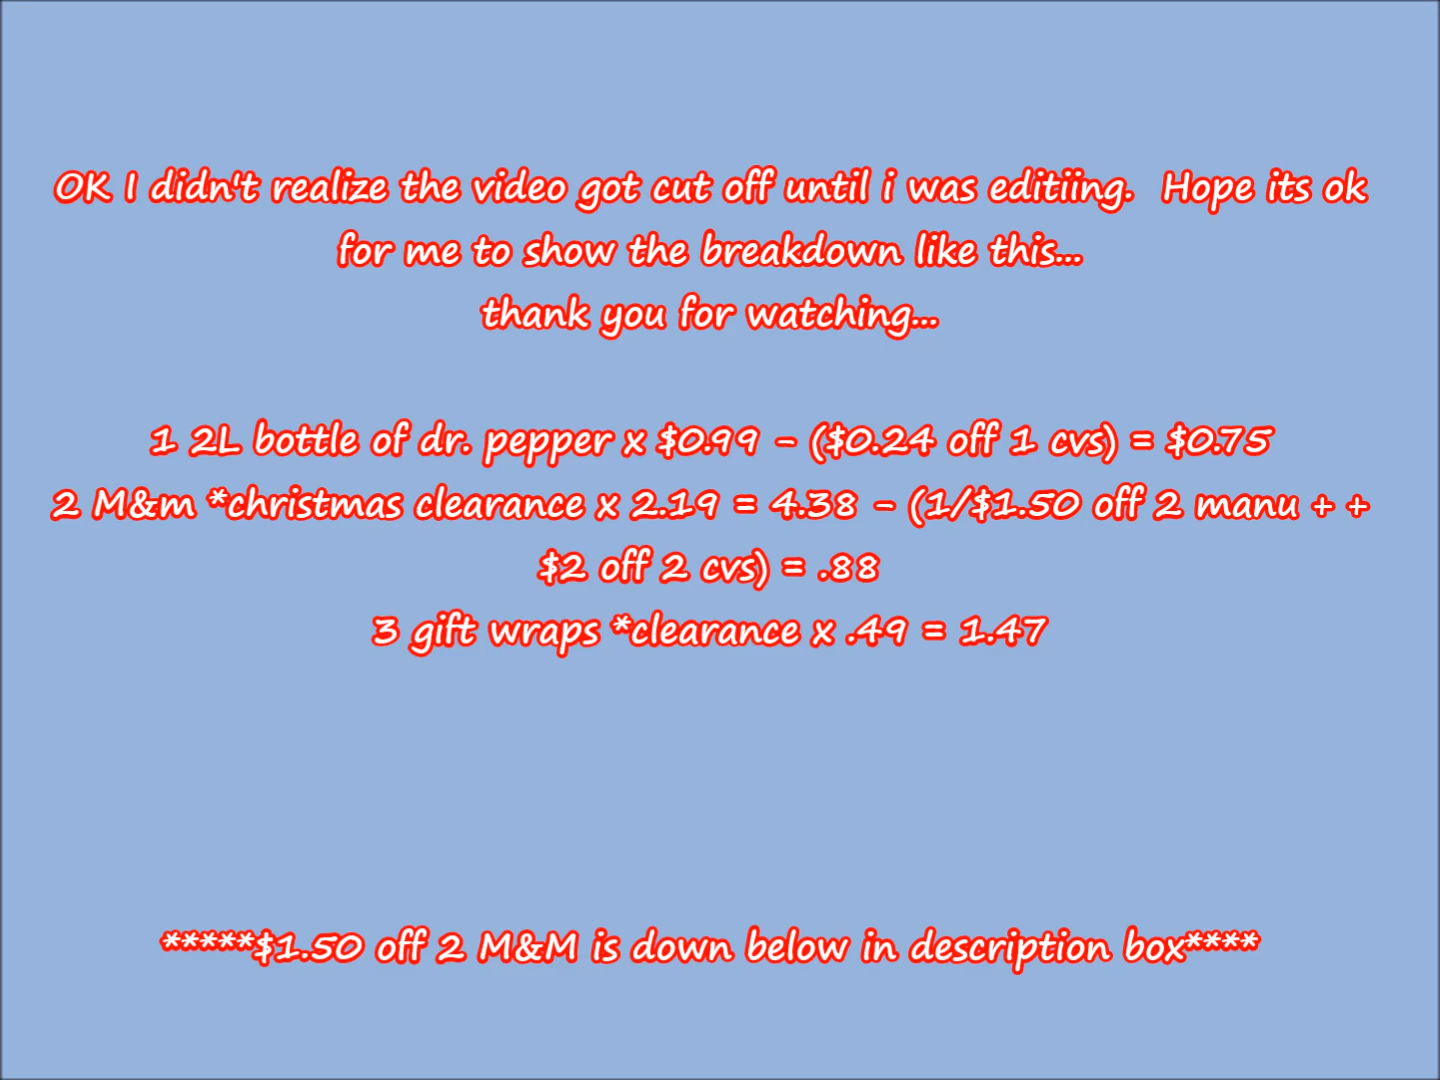 OK I didn't realize the video got cut off until i was editiing.  Hope its ok
for me to show the breakdown like this...
thank you for watching...
1 2L bottle of dr. pepper x $0.99 - ($0.24 off 1 cvs) = $0.75
2 M&m *christmas clearance x 2.19 = 4.38 - (1/$1.50 off 2 manu + +
$2 off 2 cvs) = .88
3 gift wraps *clearance x .49 = 1.47
*****$1.50 off 2 M&M is down below in description box****